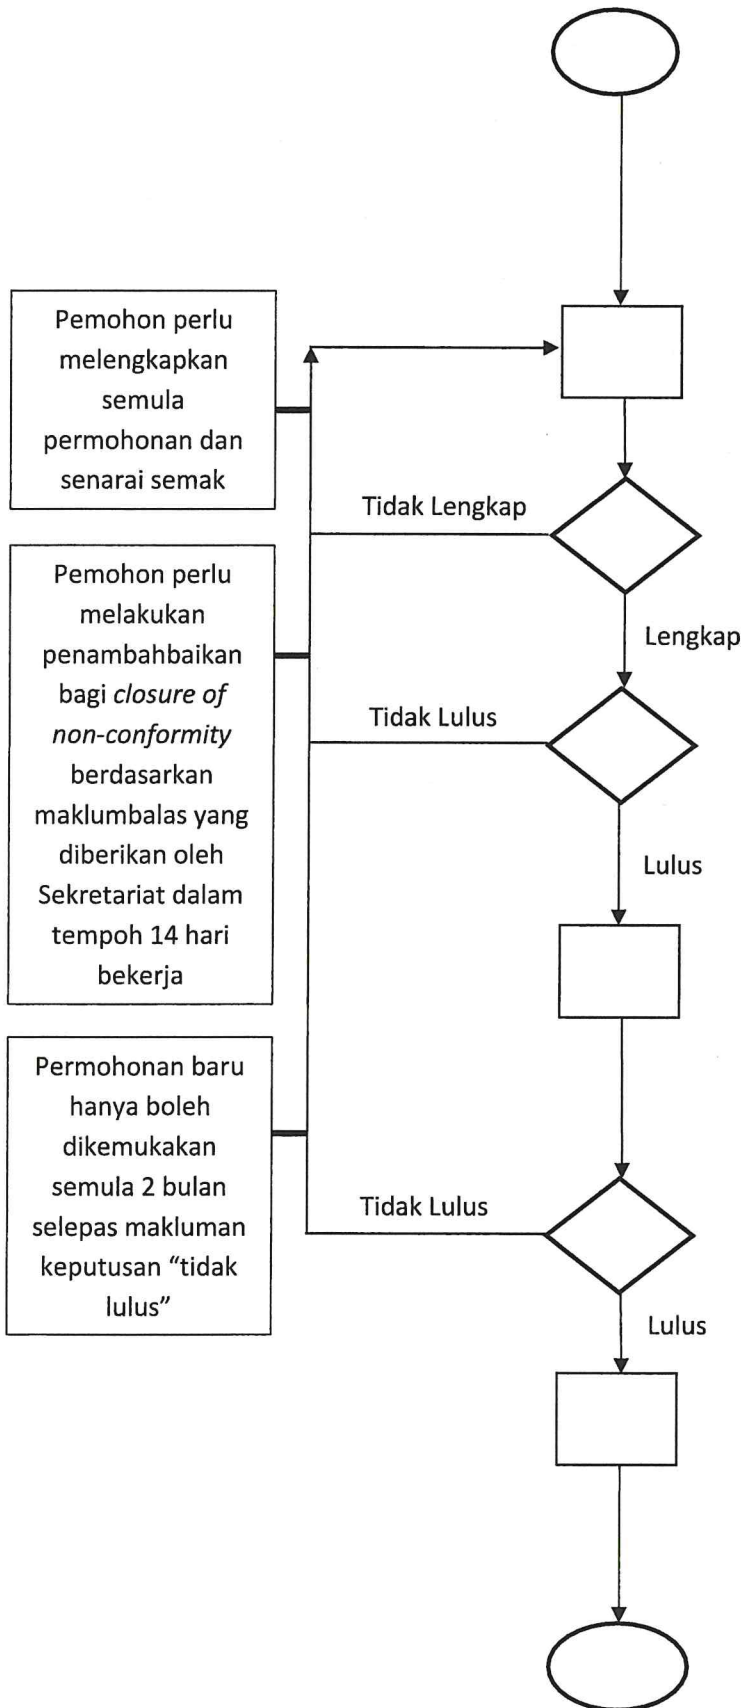 Pemohon perlu
melengkapkan
semula
permohonan dan
senarai semak
Tidak Lengkap
Lengkap
Pemohon perlu
melakukan
penambahbaikan
bagi closure of
non-conformity
berdasarkan
maklumbalas yang
diberikan oleh
Sekretariat dalam
tempoh 14 hari
bekerja
Tidak Lulus
Lulus
Permohonan baru
hanya boleh
dikemukakan
semula 2 bulan
selepas makluman
keputusan “tidak
lulus”
Tidak Lulus
Lulus